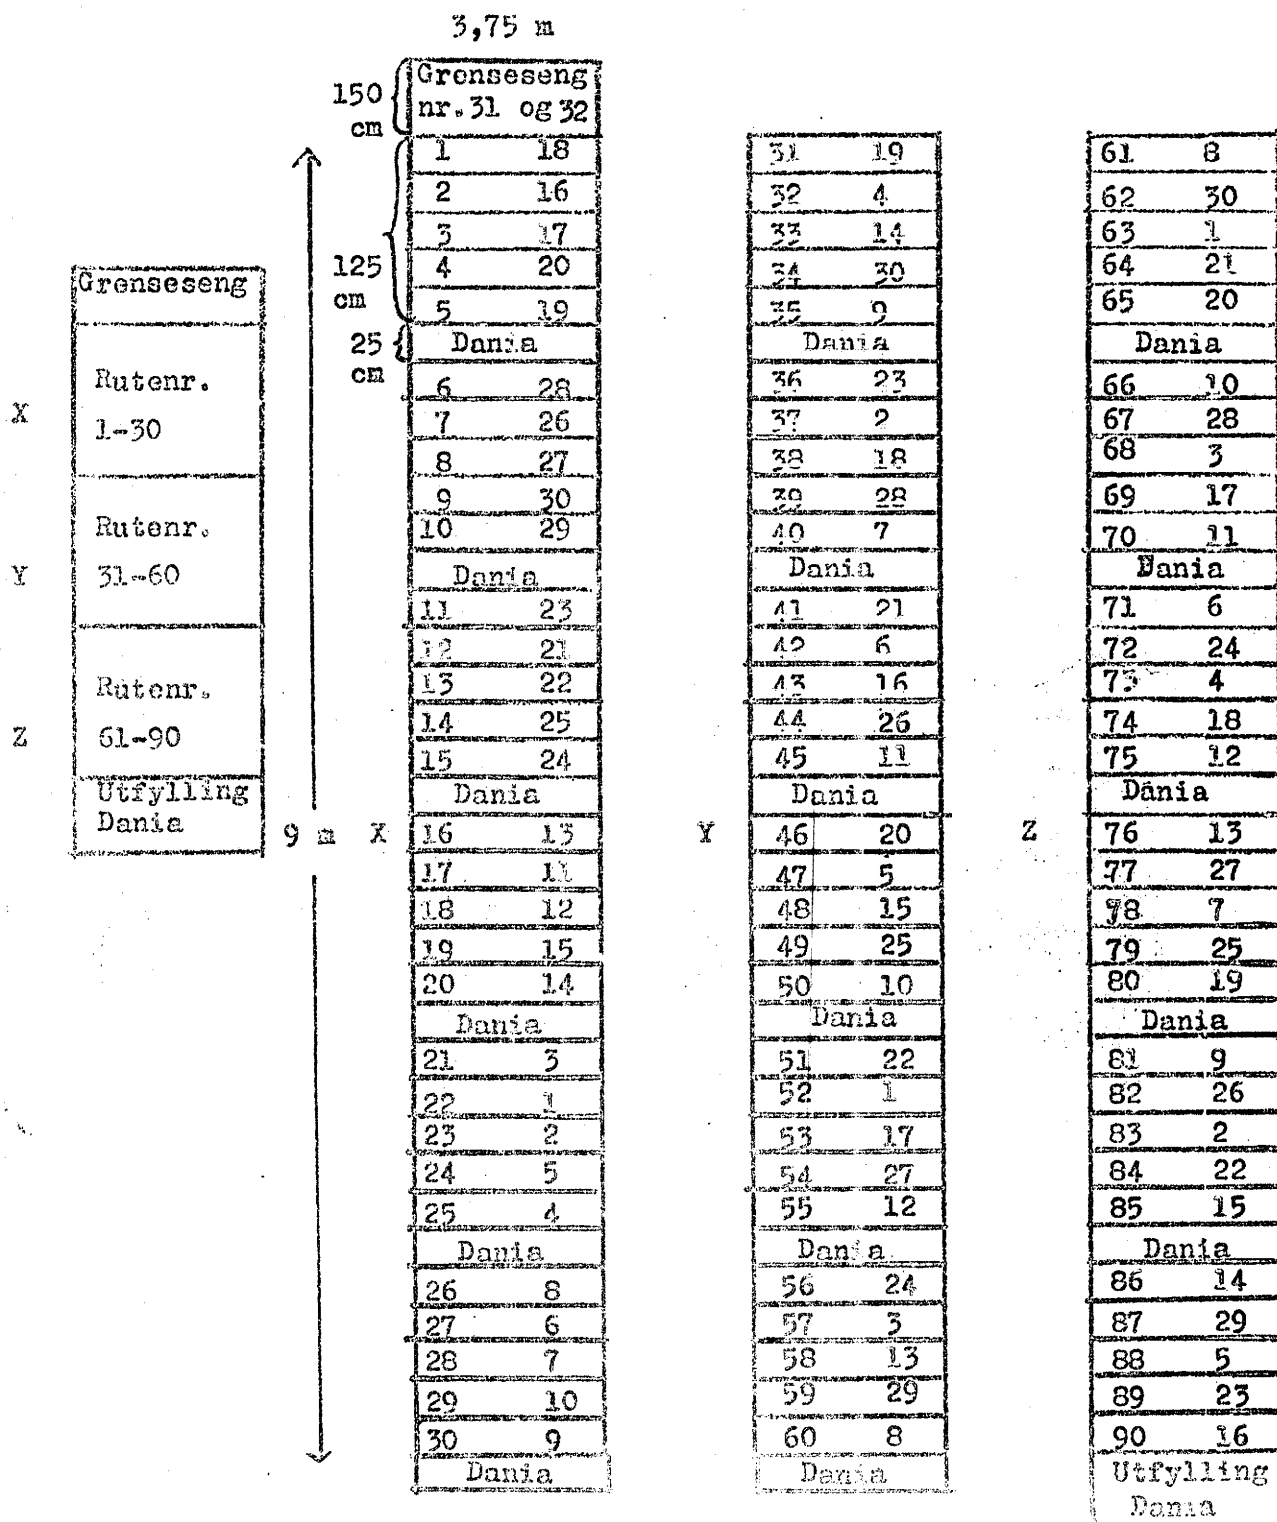 3,75 m
Grenseseng
nr. 31 og 32
150
cm
125
cm
25
cm
9 m
Grenseseng
X
Rutenr.
1-30
Y
Rutenr.
31-60
Z
Rutenr.
61-90
Utfylling
Dania
X
1 18
2 16
3 17
4 20
5 19
Dania
6 28
7 26
8 27
9 30
10 29
Dania
11 23
12 21
13 22
14 25
15 24
Dania
16 13
17 11
18 12
19 15
20 14
Dania
21 3
22 1
23 2
24 5
25 4
Dania
26 8
27 6
28 7
29 10
30 9
Dania
Y
31 19
32 4
33 14
34 30
35 9
Dania
36 23
37 2
38 18
39 28
40 7
Dania
41 21
42 6
43 16
44 26
45 11
Dania
46 20
47 5
48 15
49 25
50 10
Dania
51 22
52 1
53 17
54 27
55 12
Dania
56 24
57 3
58 13
59 29
60 8
Dania
Z
61 8
62 30
63 1
64 21
65 20
Dania
66 10
67 28
68 3
69 17
70 11
Dania
71 6
72 24
73 4
74 18
75 12
Dania
76 13
77 27
78 7
79 25
80 19
Dania
81 9
82 26
83 2
84 22
85 15
Dania
86 14
87 29
88 5
89 23
90 16
Utfylling
Dania